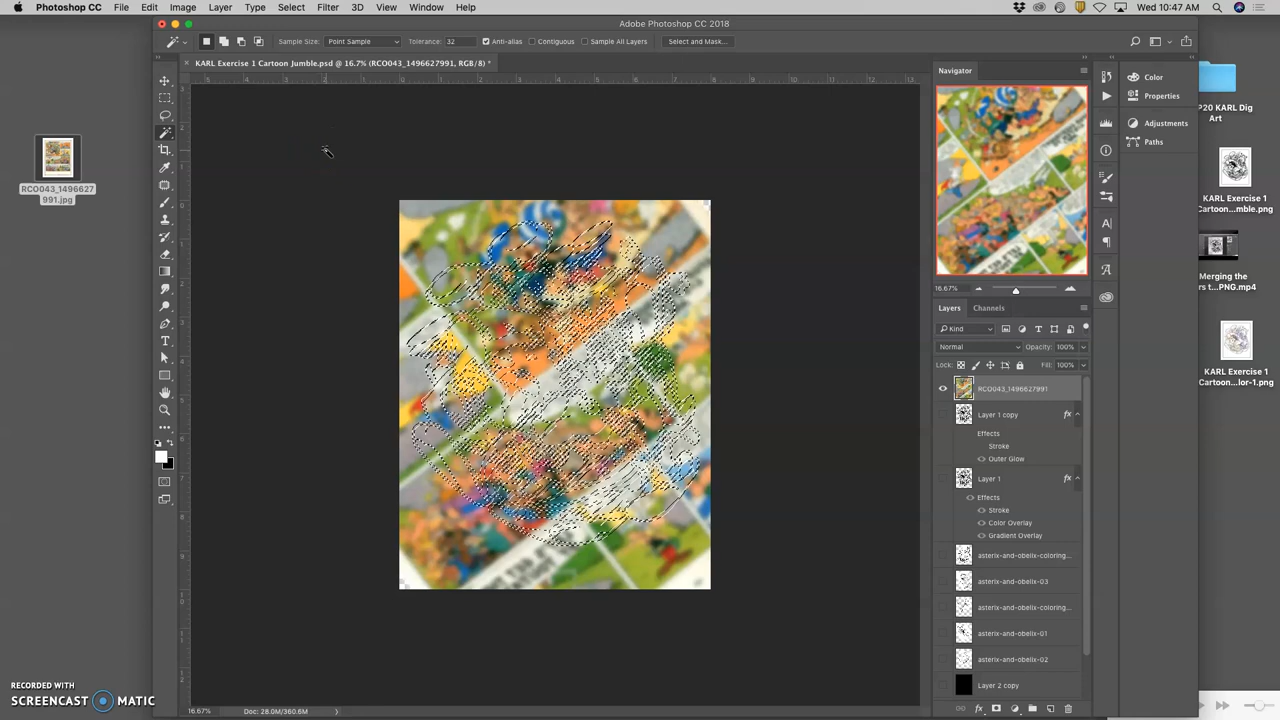 Photoshop CC File Edit Image Layer Type Select Filter 3D View Window Help
Wed 10:47 AM
Adobe Photoshop CC 2018
Sample Size: Point Sample Tolerance: 32 Anti-alias Contiguous Sample All Layers Select and Mask...
× KARL Exercise 1 Cartoon Jumble.psd @ 16.7% (RCO043_1496627991, RGB/8) *
Navigator
Color
Properties
Adjustments
Paths
16.67%
Layers Channels
Kind
Normal Opacity: 100%
Lock: Fill: 100%
RCO043_1496627991
Layer 1 copy fx
Effects
Stroke
Outer Glow
Layer 1 fx
Effects
Stroke
Color Overlay
Gradient Overlay
asterix-and-obelix-coloring...
asterix-and-obelix-03
asterix-and-obelix-coloring...
asterix-and-obelix-01
asterix-and-obelix-02
Layer 2 copy
16.67% Doc: 28.0M/360.6M
RCO043_1496627
991.jpg
P20 KARL Dig
Art
KARL Exercise 1
Cartoon...mble.png
Merging the
rs t...PNG.mp4
KARL Exercise 1
Cartoon...lor-1.png
RECORDED WITH
SCREENCAST MATIC